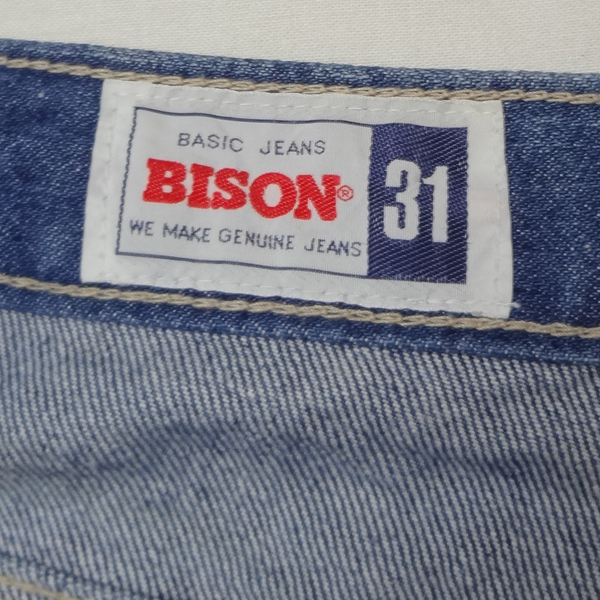 BASIC JEANS
BISON®
WE MAKE GENUINE JEANS
31